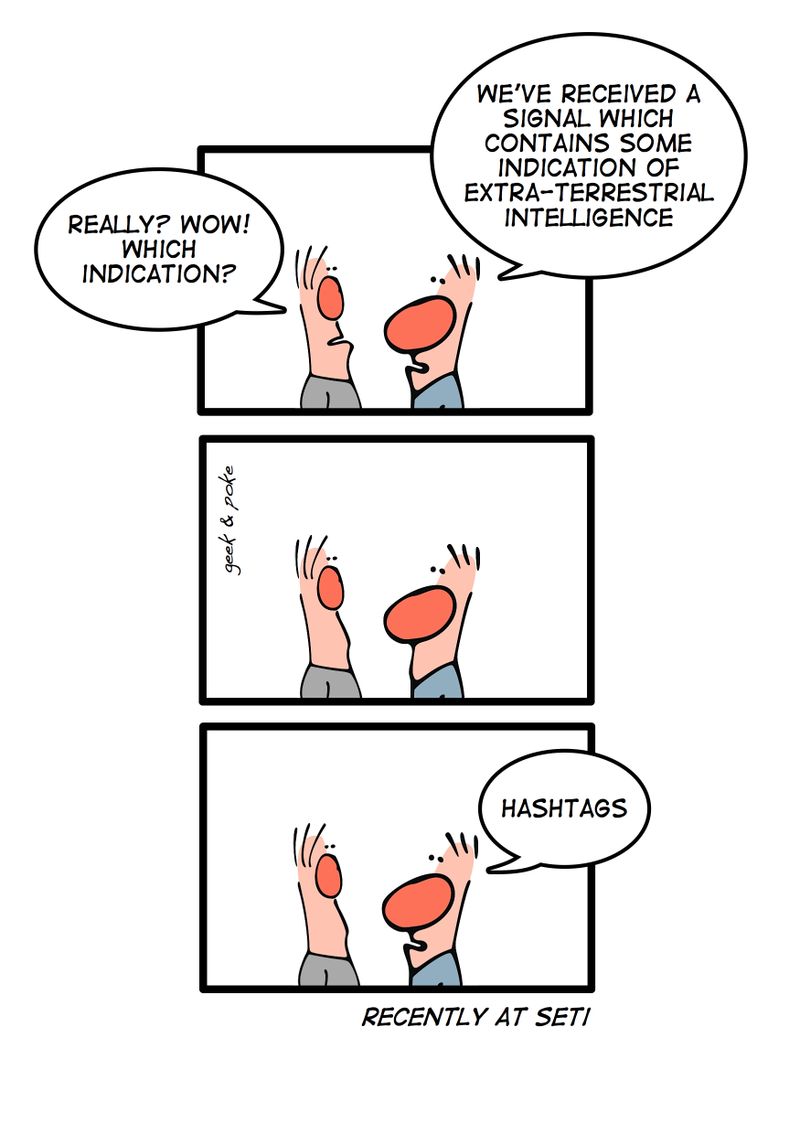 WE'VE RECEIVED A
SIGNAL WHICH
CONTAINS SOME
INDICATION OF
EXTRA-TERRESTRIAL
INTELLIGENCE
REALLY? WOW!
WHICH
INDICATION?
geek & poke
HASHTAGS
RECENTLY AT SETI